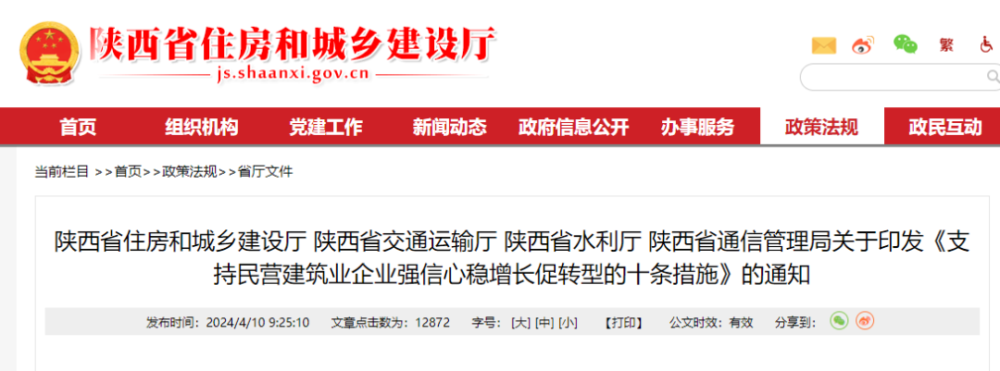 陕西省住房和城乡建设厅
js.shaanxi.gov.cn
繁
首页 组织机构 党建工作 新闻动态 政府信息公开 办事服务 政策法规 政民互动
当前栏目 >>首页>>政策法规>>省厅文件
陕西省住房和城乡建设厅 陕西省交通运输厅 陕西省水利厅 陕西省通信管理局关于印发《支
持民营建筑业企业强信心稳增长促转型的十条措施》的通知
发布时间：2024/4/10 9:25:10 文章点击数为：12872 字号：[大] [中] [小] 【打印】 公文时效：有效 分享到：